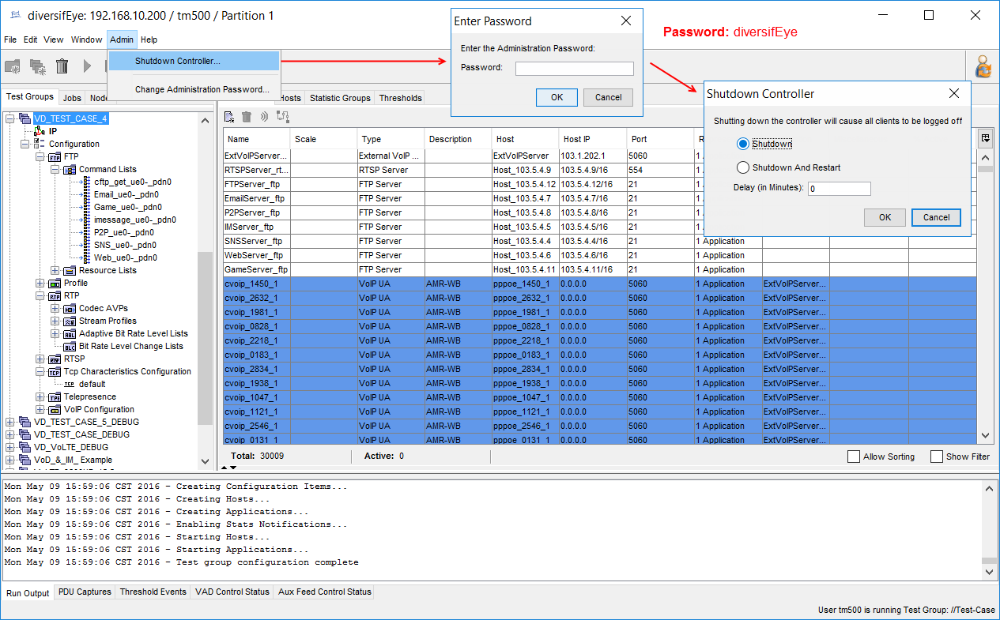 diversifEye: 192.168.10.200 / tm500 / Partition 1
File Edit View Window Admin Help
Shutdown Controller...
Change Administration Password...
Enter Password
Enter the Administration Password:
Password:
OK Cancel
Password: diversifEye
Shutdown Controller
Shutting down the controller will cause all clients to be logged off
Shutdown
Shutdown And Restart
Delay (in Minutes): 0
OK Cancel
Test Groups Jobs Hosts Statistic Groups Thresholds
VD_TEST_CASE_4
IP
Configuration
FTP
Command Lists
cftp_get_ue0-_pdn0
Email_ue0-_pdn0
Game_ue0-_pdn0
imessage_ue0-_pdn0
P2P_ue0-_pdn0
SNS_ue0-_pdn0
Web_ue0-_pdn0
Resource Lists
Profile
RTP
Codec AVPs
Stream Profiles
Adaptive Bit Rate Level Lists
Bit Rate Level Change Lists
RTSP
Tcp Characteristics Configuration
default
Telepresence
VoIP Configuration
VD_TEST_CASE_5_DEBUG
VD_TEST_CASE_DEBUG
VD_VoLTE_DEBUG
VoD_&_IM_ Example
Name Scale Type Description Host Host IP Port
ExtVoIPServer... External VoIP ... ExtVoIPServer 103.1.202.1 5060
RTSPServer_rt... RTSP Server Host_103.5.4.9 103.5.4.9/16 554
FTPServer_ftp FTP Server Host_103.5.4.12 103.5.4.12/16 21
EmailServer_ftp FTP Server Host_103.5.4.7 103.5.4.7/16 21
P2PServer_ftp FTP Server Host_103.5.4.8 103.5.4.8/16 21
IMServer_ftp FTP Server Host_103.5.4.5 103.5.4.5/16 21
SNSServer_ftp FTP Server Host_103.5.4.4 103.5.4.4/16 21 1 Application
WebServer_ftp FTP Server Host_103.5.4.6 103.5.4.6/16 21 1 Application
GameServer_ftp FTP Server Host_103.5.4.11 103.5.4.11/16 21 1 Application
cvoip_1450_1 VoIP UA AMR-WB pppoe_1450_1 0.0.0.0 5060 1 Application ExtVoIPServer...
cvoip_2632_1 VoIP UA AMR-WB pppoe_2632_1 0.0.0.0 5060 1 Application ExtVoIPServer...
cvoip_1981_1 VoIP UA AMR-WB pppoe_1981_1 0.0.0.0 5060 1 Application ExtVoIPServer...
cvoip_0828_1 VoIP UA AMR-WB pppoe_0828_1 0.0.0.0 5060 1 Application ExtVoIPServer...
cvoip_2218_1 VoIP UA AMR-WB pppoe_2218_1 0.0.0.0 5060 1 Application ExtVoIPServer...
cvoip_0183_1 VoIP UA AMR-WB pppoe_0183_1 0.0.0.0 5060 1 Application ExtVoIPServer...
cvoip_2834_1 VoIP UA AMR-WB pppoe_2834_1 0.0.0.0 5060 1 Application ExtVoIPServer...
cvoip_1938_1 VoIP UA AMR-WB pppoe_1938_1 0.0.0.0 5060 1 Application ExtVoIPServer...
cvoip_1047_1 VoIP UA AMR-WB pppoe_1047_1 0.0.0.0 5060 1 Application ExtVoIPServer...
cvoip_1121_1 VoIP UA AMR-WB pppoe_1121_1 0.0.0.0 5060 1 Application ExtVoIPServer...
cvoip_2546_1 VoIP UA AMR-WB pppoe_2546_1 0.0.0.0 5060 1 Application ExtVoIPServer...
cvoip_0131_1 VoIP UA AMR-WB pppoe_0131_1 0.0.0.0 5060 1 Application ExtVoIPServer...
Total: 30009 Active: 0 Allow Sorting Show Filter
Mon May 09 15:59:06 CST 2016 - Creating Configuration Items...
Mon May 09 15:59:06 CST 2016 - Creating Hosts...
Mon May 09 15:59:06 CST 2016 - Creating Applications...
Mon May 09 15:59:06 CST 2016 - Enabling Stats Notifications...
Mon May 09 15:59:06 CST 2016 - Starting Hosts...
Mon May 09 15:59:06 CST 2016 - Starting Applications...
Mon May 09 15:59:06 CST 2016 - Test group configuration complete
Run Output PDU Captures Threshold Events VAD Control Status Aux Feed Control Status
User tm500 is running Test Group: //Test-Case